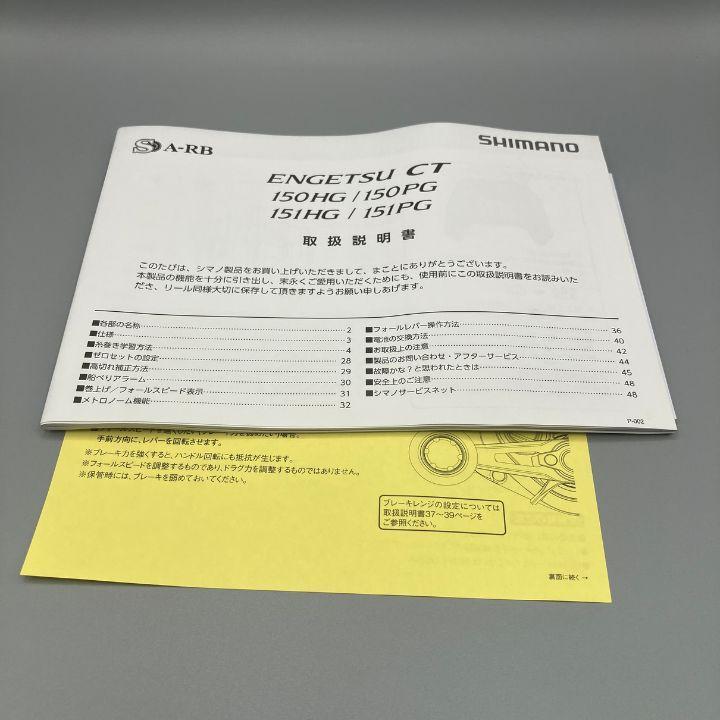 S A-RB
SHIMANO
ENGETSU CT
150HG / 150PG
151HG / 151PG
取扱説明書
このたびは、シマノ製品をお買い上げいただきまして、まことにありがとうございます。
本製品の機能を十分に引き出し、末永くご愛用いただくためにも、使用前にこの取扱説明書をお読みいた
だき、リール同様大切に保存して頂きますようお願い申しあげます。
■各部の名称 2
■仕様 3
■糸巻き学習方法 4
■ゼロセットの設定 28
■高切れ補正方法 29
■船べりアラーム 30
■巻上げ／フォールスピード表示 31
■メトロノーム機能 32
■フォールレバー操作方法 36
■電池の交換方法 40
■お取扱上の注意 42
■製品のお問い合わせ・アフターサービス 44
■故障かな？と思われたときは 45
■安全上のご注意 48
■シマノサービスネット 48
P-002
手前方向に、レバーを回転させます。
※ブレーキ力を強くすると、ハンドル回転にも抵抗が生じます。
※フォールスピードを調整するものであり、ドラグ力を調整するものではありません。
※保管時には、ブレーキを緩めておいてください。
ブレーキレンジの設定については
取扱説明書37～39ページを
ご参照ください。
裏面に続く→